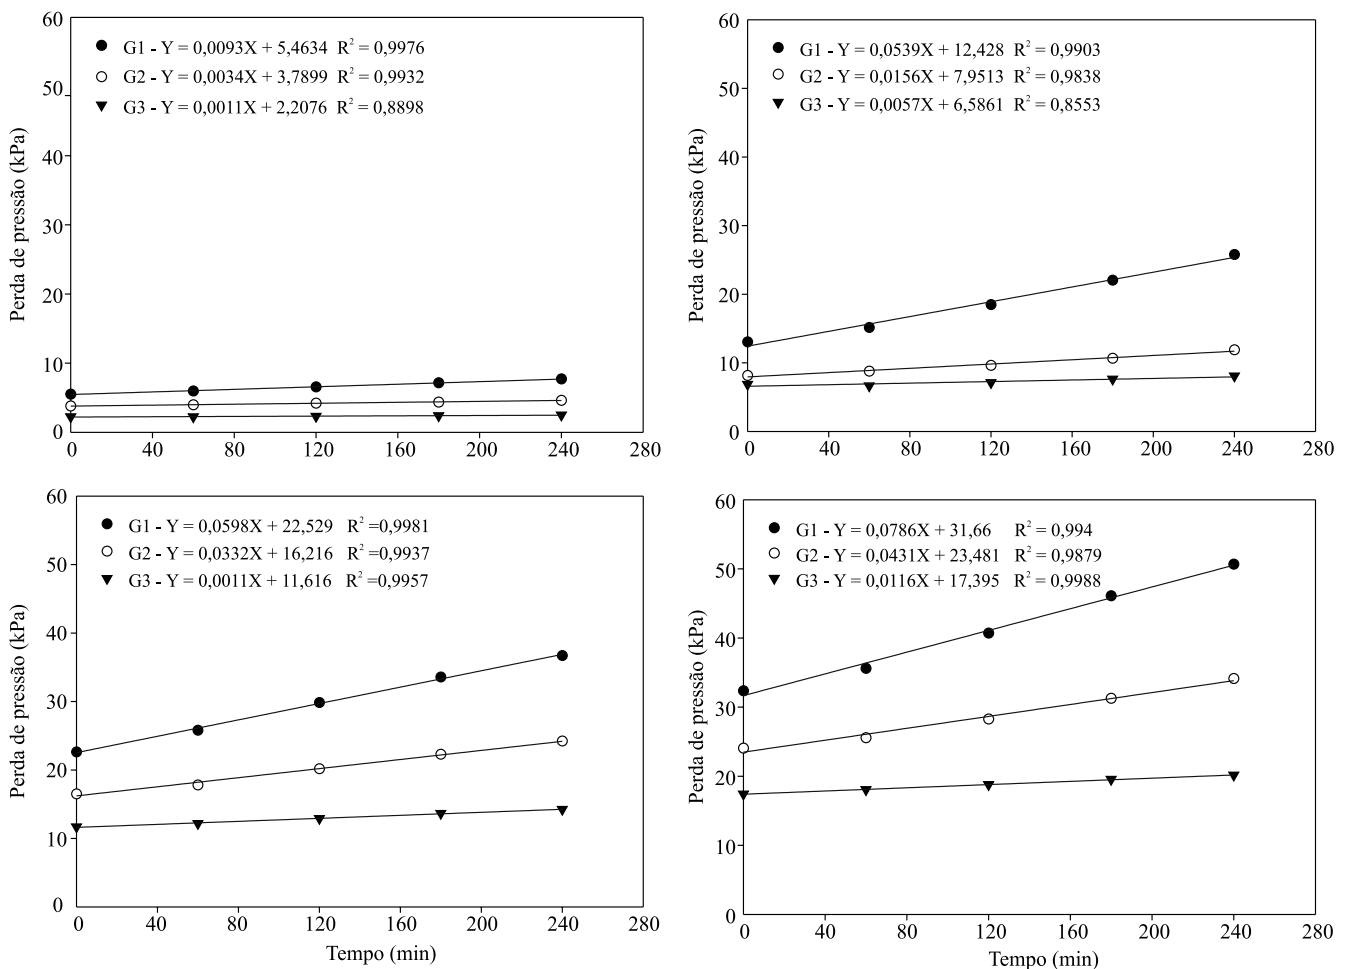 60
50
40
30
20
10
0
Perda de pressão (kPa)
G1 - Y = 0,0093X + 5,4634 R² = 0,9976
G2 - Y = 0,0034X + 3,7899 R² = 0,9932
G3 - Y = 0,0011X + 2,2076 R² = 0,8898
0 40 80 120 160 200 240 280
60
50
40
30
20
10
0
Perda de pressão (kPa)
G1 - Y = 0,0539X + 12,428 R² = 0,9903
G2 - Y = 0,0156X + 7,9513 R² = 0,9838
G3 - Y = 0,0057X + 6,5861 R² = 0,8553
0 40 80 120 160 200 240 280
60
50
40
30
20
10
0
Perda de pressão (kPa)
G1 - Y = 0,0598X + 22,529 R² =0,9981
G2 - Y = 0,0332X + 16,216 R² =0,9937
G3 - Y = 0,0011X + 11,616 R² =0,9957
0 40 80 120 160 200 240 280
Tempo (min)
60
50
40
30
20
10
0
Perda de pressão (kPa)
G1 - Y = 0,0786X + 31,66 R² = 0,994
G2 - Y = 0,0431X + 23,481 R² = 0,9879
G3 - Y = 0,0116X + 17,395 R² = 0,9988
0 40 80 120 160 200 240 280
Tempo (min)